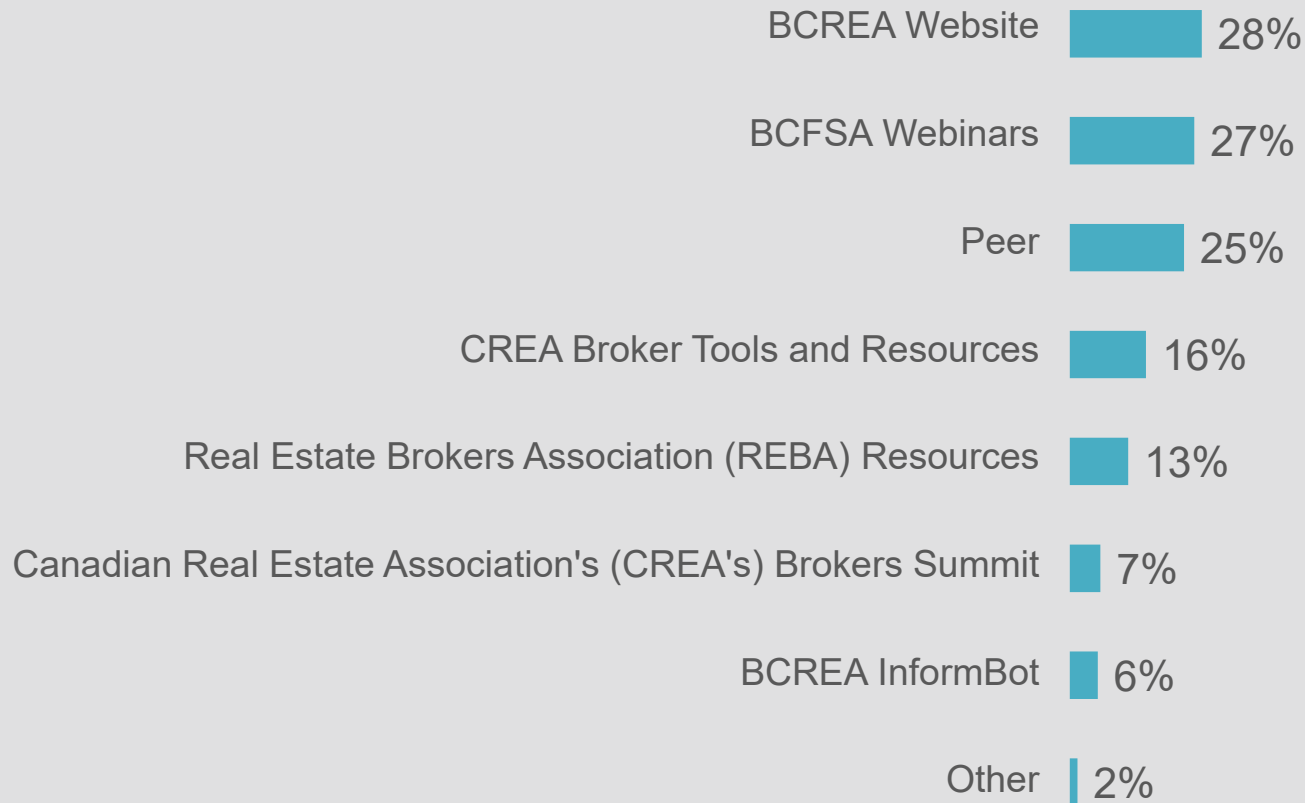 BCREA Website 28%
BCFSA Webinars 27%
Peer 25%
CREA Broker Tools and Resources 16%
Real Estate Brokers Association (REBA) Resources 13%
Canadian Real Estate Association's (CREA's) Brokers Summit 7%
BCREA InformBot 6%
Other 2%